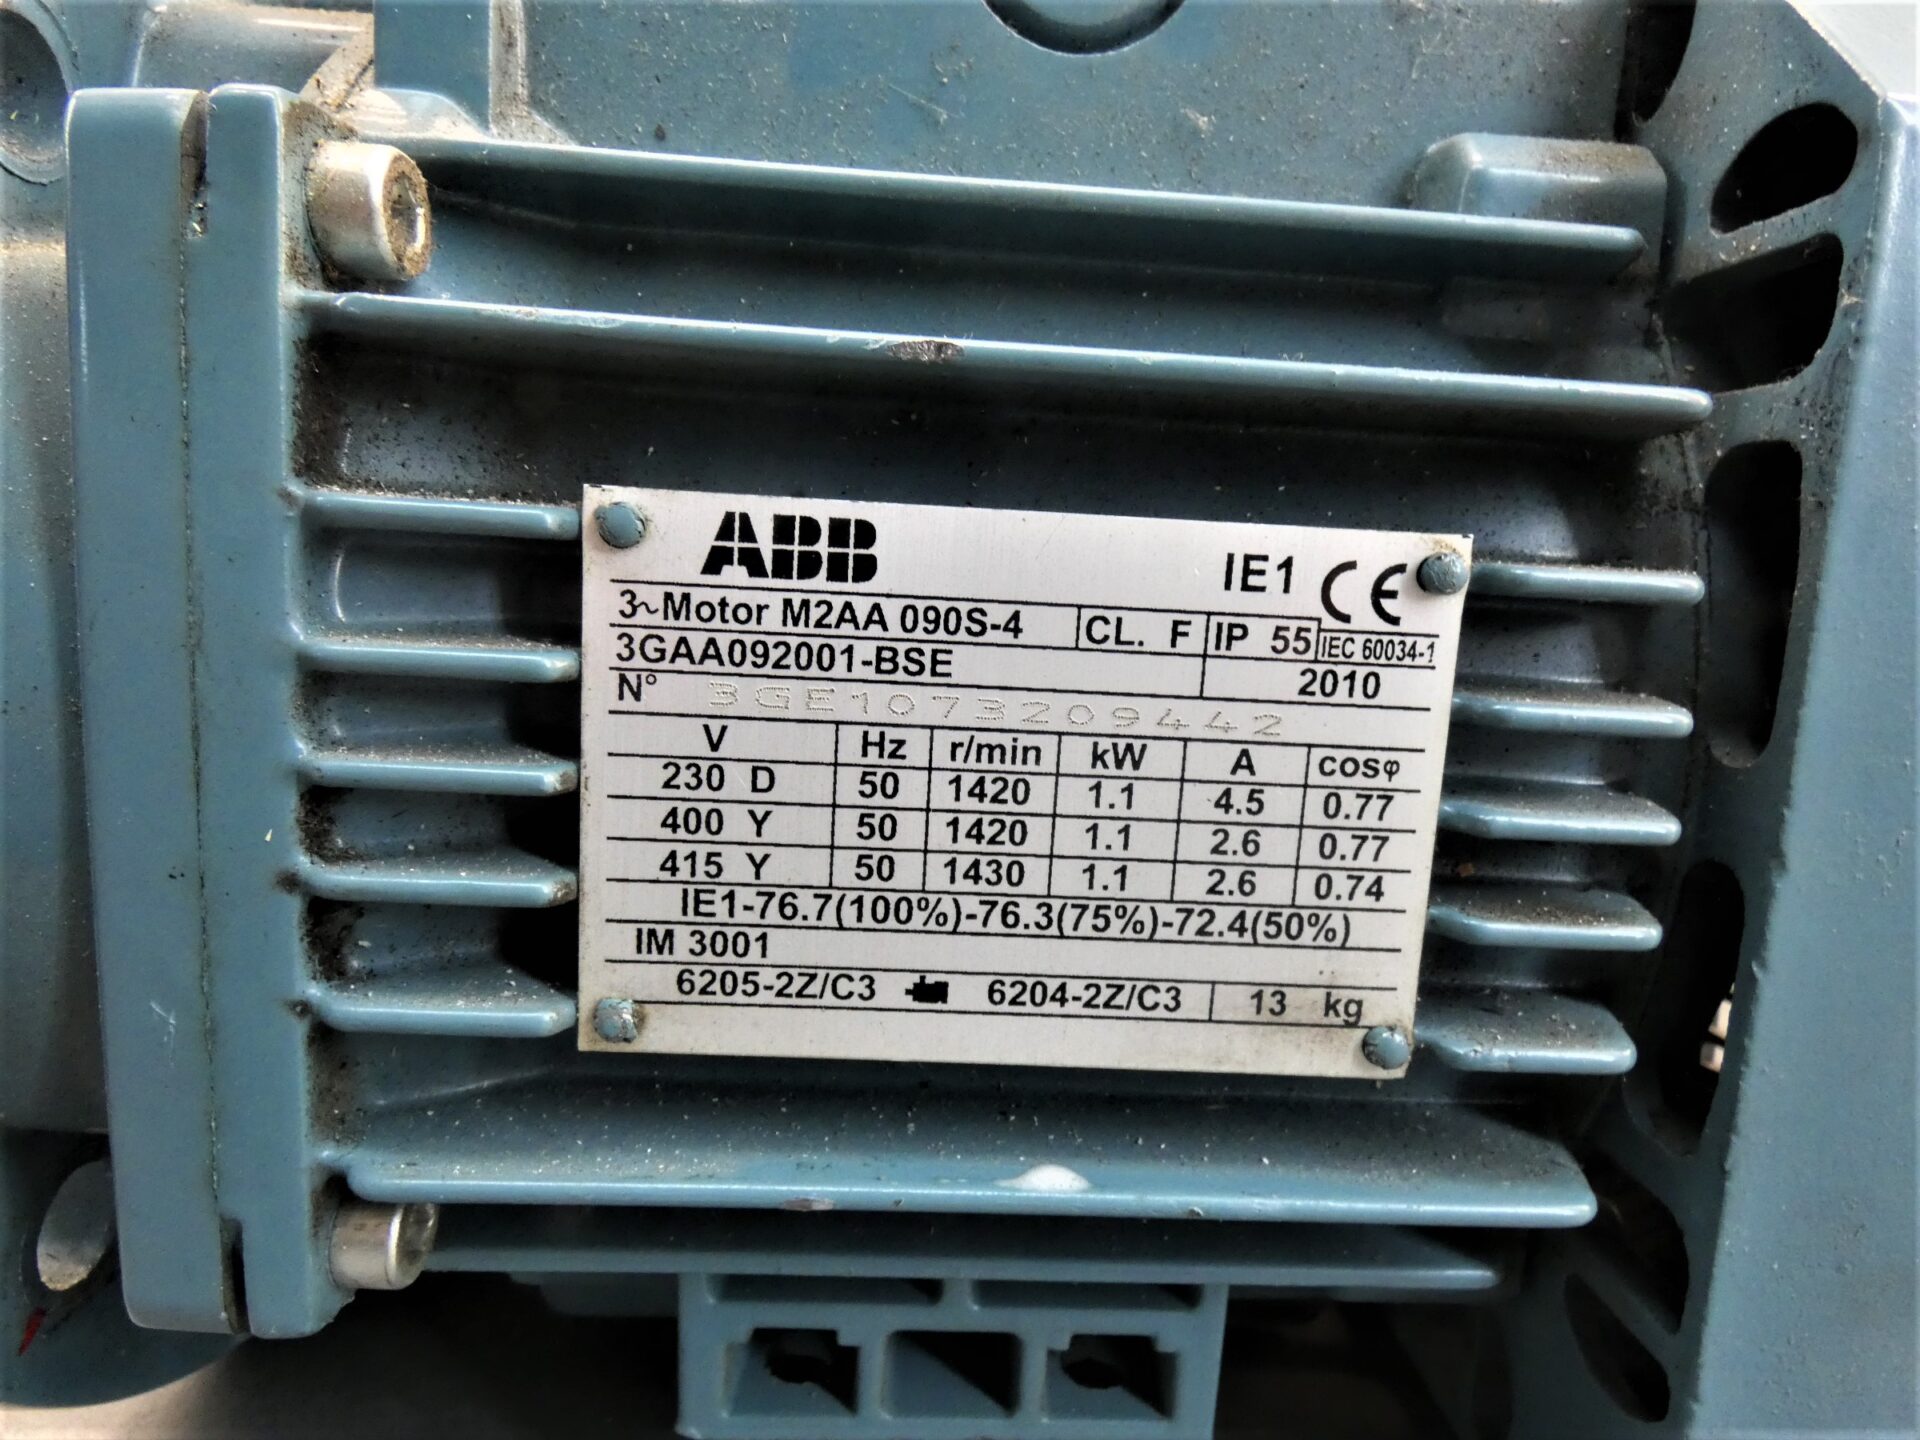 ABB
IE1 CE
3~Motor M2AA 090S-4 CL. F IP 55 IEC 60034-1
3GAA092001-BSE 2010
N° 3GE1073209442
V Hz r/min kW A cosφ
230 D 50 1420 1.1 4.5 0.77
400 Y 50 1420 1.1 2.6 0.77
415 Y 50 1430 1.1 2.6 0.74
IE1-76.7(100%)-76.3(75%)-72.4(50%)
IM 3001
6205-2Z/C3 6204-2Z/C3 13 kg